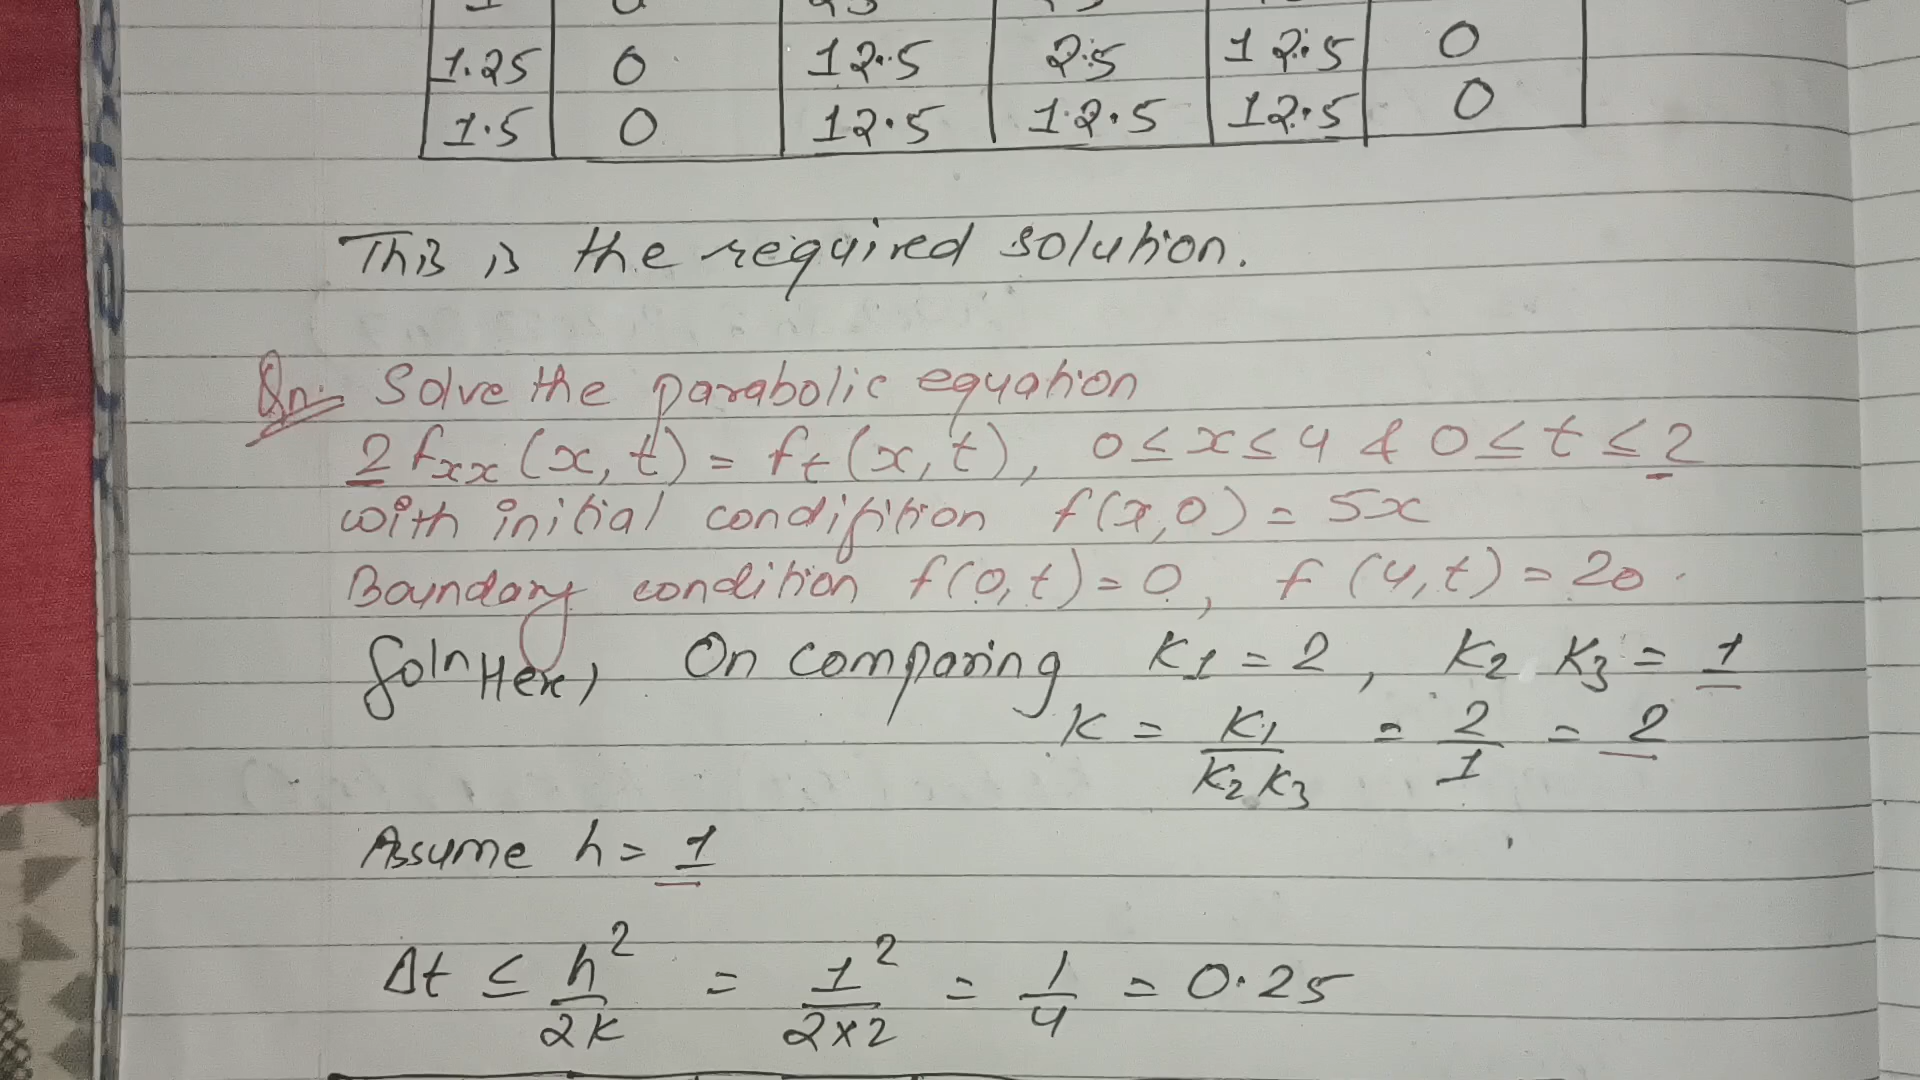 1.25 0 12.5 2.5 12.5 0
1.5 0 12.5 12.5 12.5 0
This is the required solution.
Qn:- Solve the parabolic equation
2 fxx (x, t) = ft (x, t), 0 ≤ x ≤ 4 & 0 ≤ t ≤ 2
with initial condifition f(x,0) = 5x
Boundary condition f(0,t) = 0, f (4,t) = 20.
Soln Here, On comparing K1 = 2, K2 K3 = 1
K = K1/K2 K3 = 2/1 = 2
Assume h = 1
Δt ≤ h²/2K = 1²/2×2 = 1/4 = 0.25